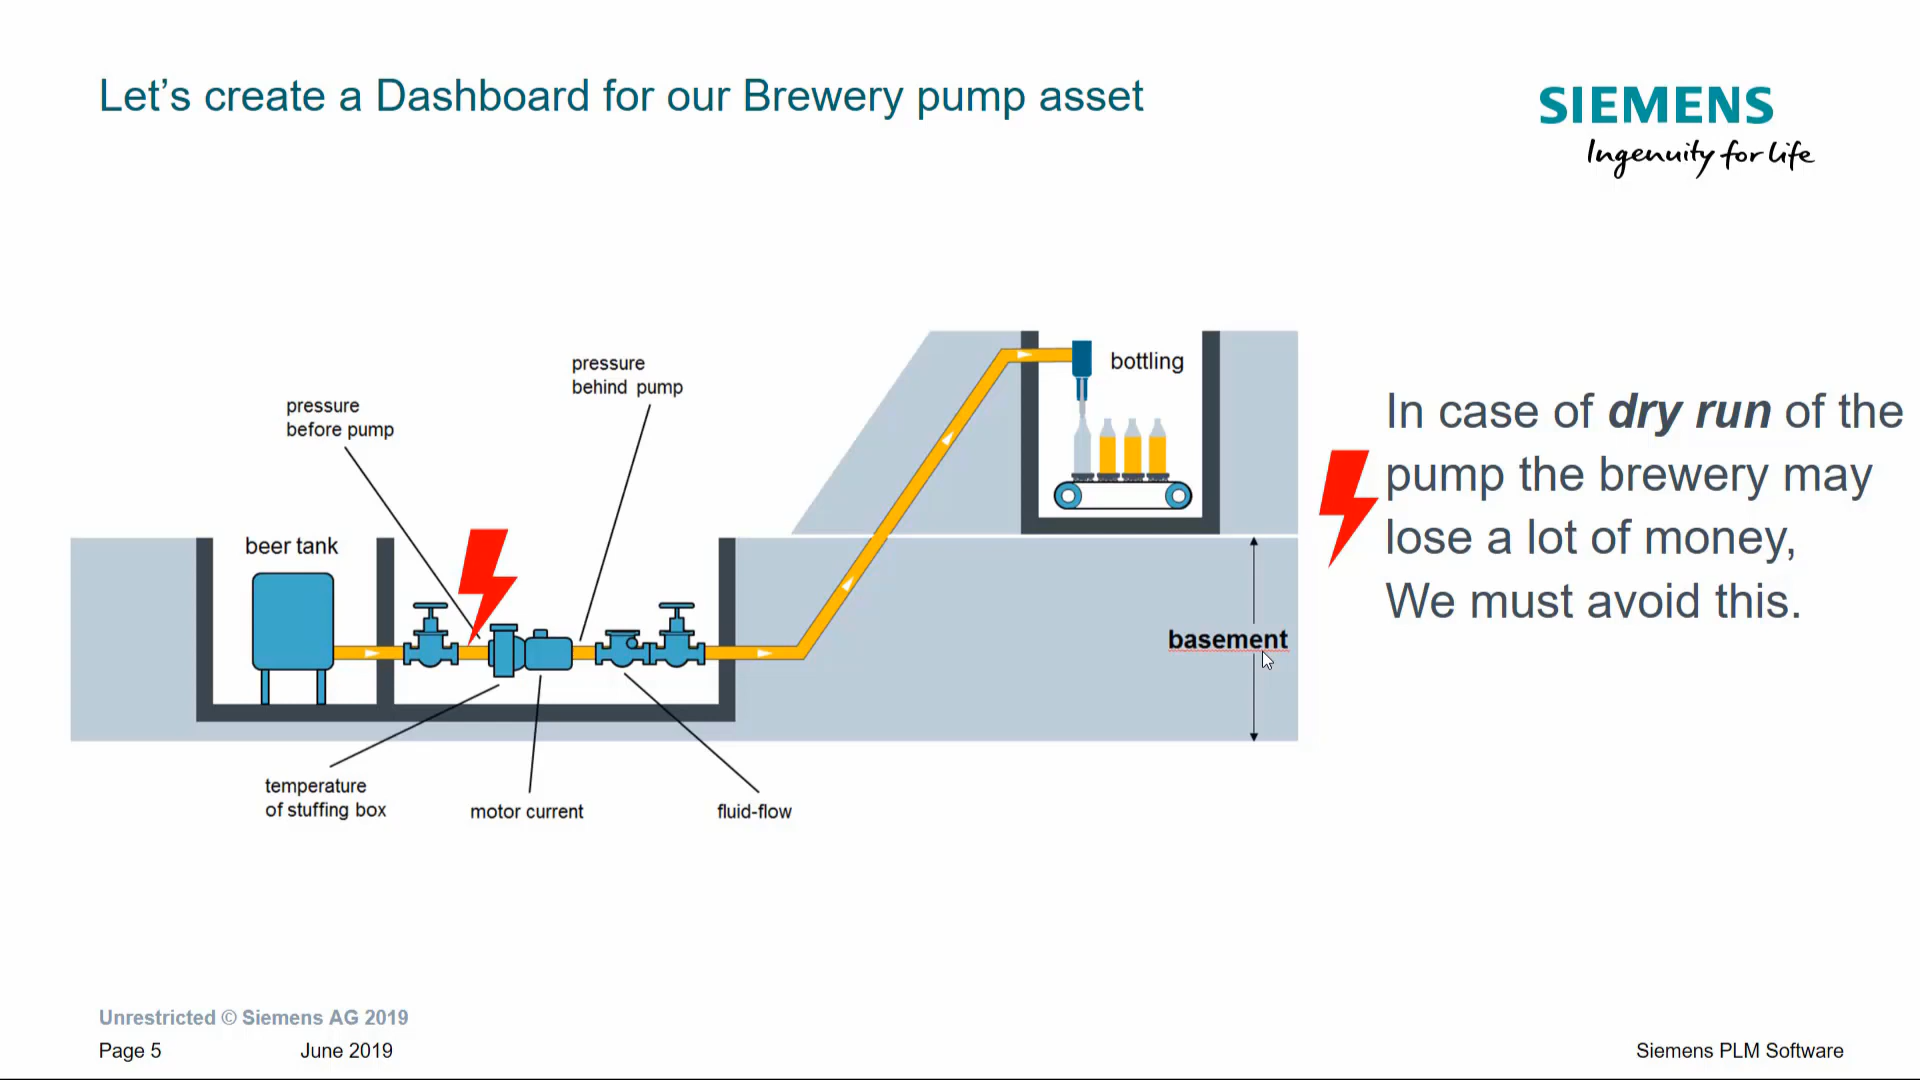 Let’s create a Dashboard for our Brewery pump asset
SIEMENS
Ingenuity for life
pressure
behind pump
pressure
before pump
bottling
beer tank
In case of dry run of the
pump the brewery may
lose a lot of money,
We must avoid this.
basement
temperature
of stuffing box
motor current
fluid-flow
Unrestricted © Siemens AG 2019
Page 5
June 2019
Siemens PLM Software